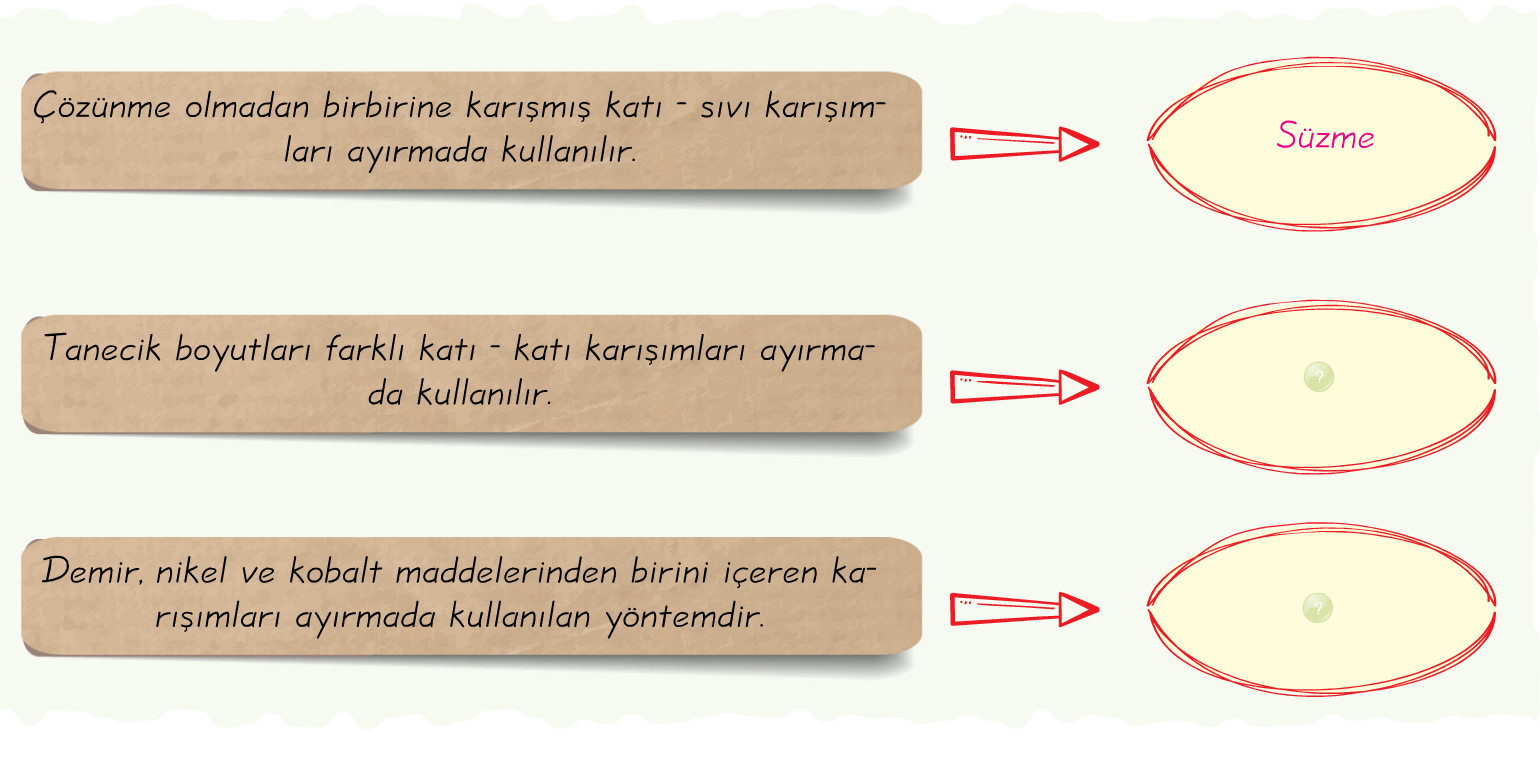 Çözünme olmadan birbirine karışmış katı - sıvı karışım-
ları ayırmada kullanılır.
Süzme
Tanecik boyutları farklı katı - katı karışımları ayırma-
da kullanılır.
?
Demir, nikel ve kobalt maddelerinden birini içeren ka-
rışımları ayırmada kullanılan yöntemdir.
?